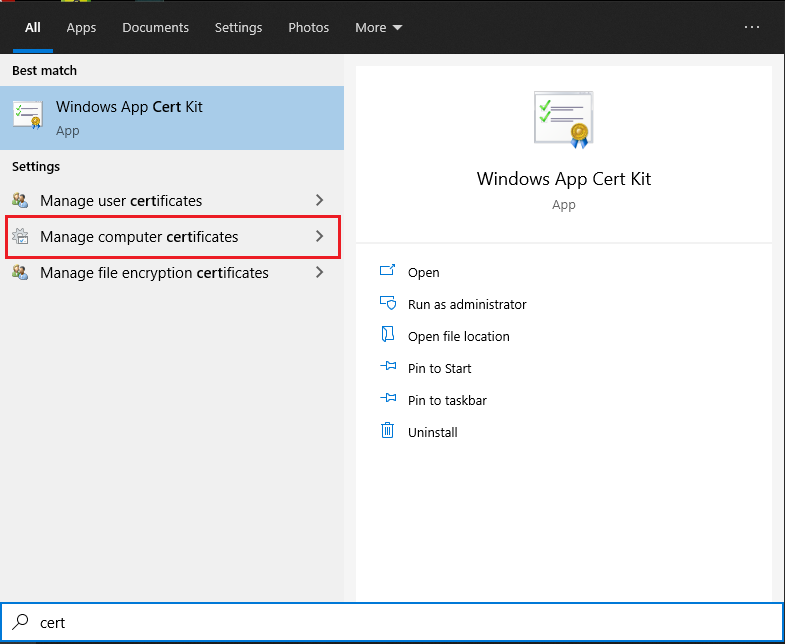 All Apps Documents Settings Photos More ...
Best match
Windows App Cert Kit
App
Settings
Manage user certificates
Manage computer certificates
Manage file encryption certificates
Windows App Cert Kit
App
Open
Run as administrator
Open file location
Pin to Start
Pin to taskbar
Uninstall
cert